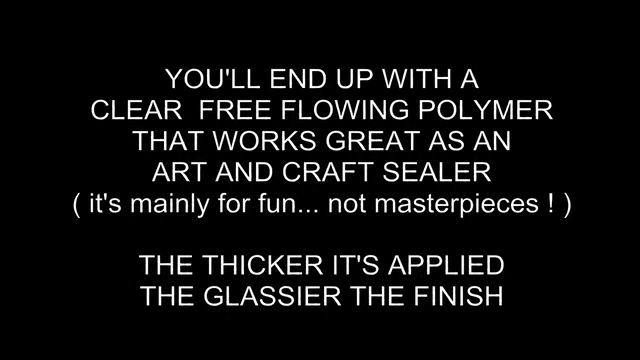 YOU'LL END UP WITH A
CLEAR  FREE FLOWING POLYMER
THAT WORKS GREAT AS AN
ART AND CRAFT SEALER
( it's mainly for fun... not masterpieces ! )
THE THICKER IT'S APPLIED
THE GLASSIER THE FINISH